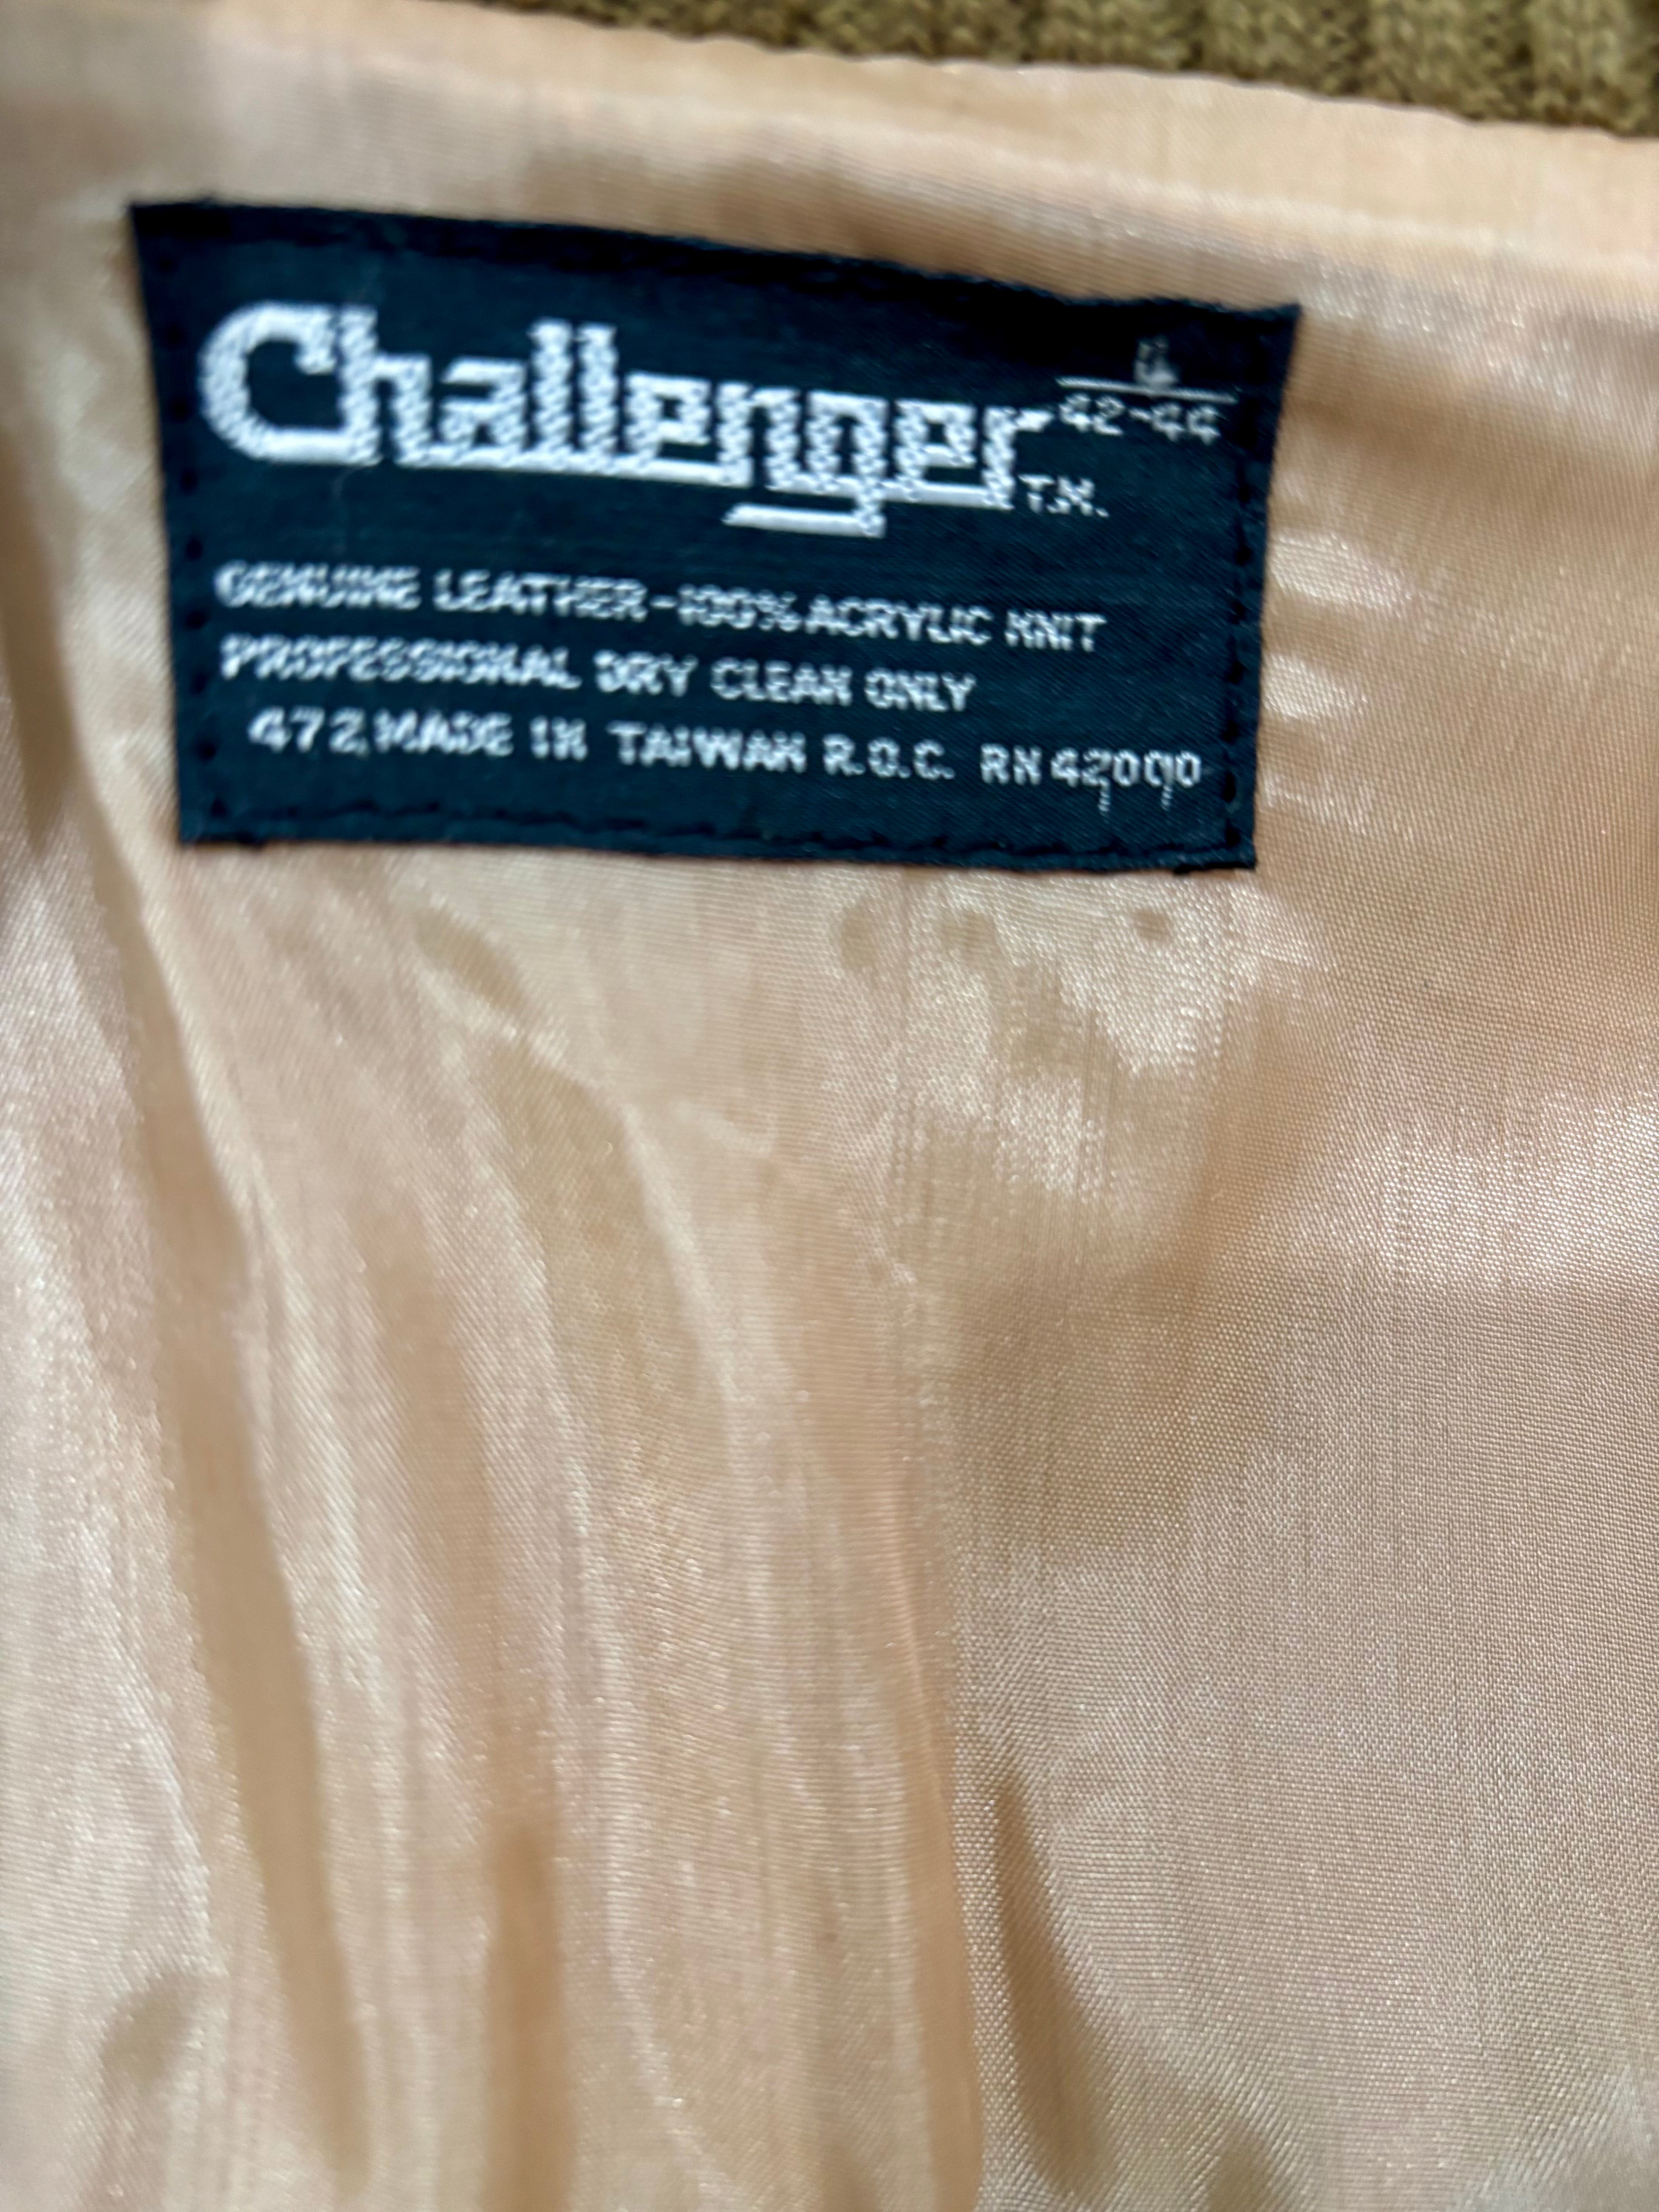 Challenger T.M.
L
42-44
GENUINE LEATHER-100% ACRYLIC KNIT
PROFESSIONAL DRY CLEAN ONLY
472 MADE IN TAIWAN R.O.C. RN 42000